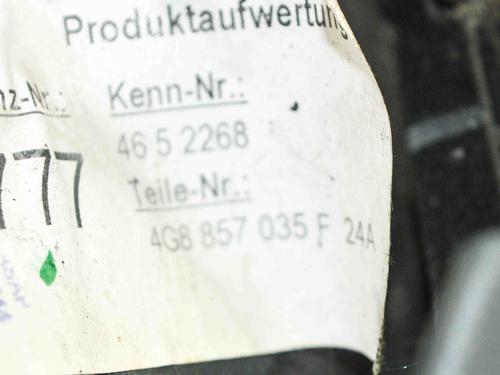 Produktaufwertung
nz-Nr.:
Kenn-Nr.:
46 5 2268
777
Teile-Nr.:
4G8 857 035 F 24A